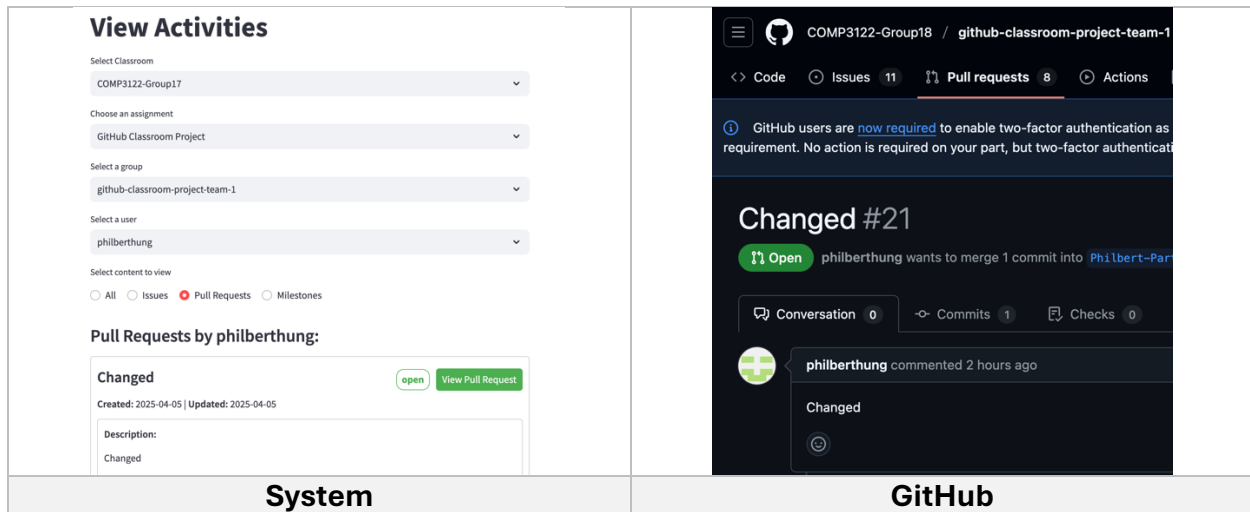 View Activities
Select Classroom
COMP3122-Group17
Choose an assignment
GitHub Classroom Project
Select a group
github-classroom-project-team-1
Select a user
philberthung
Select content to view
All Issues Pull Requests Milestones
Pull Requests by philberthung:
Changed open View Pull Request
Created: 2025-04-05 | Updated: 2025-04-05
Description:
Changed
System
COMP3122-Group18 / github-classroom-project-team-1
<> Code Issues 11 Pull requests 8 Actions
GitHub users are now required to enable two-factor authentication as
requirement. No action is required on your part, but two-factor authenticati
Changed #21
Open philberthung wants to merge 1 commit into Philbert-Par
Conversation 0 Commits 1 Checks 0
philberthung commented 2 hours ago
Changed
GitHub